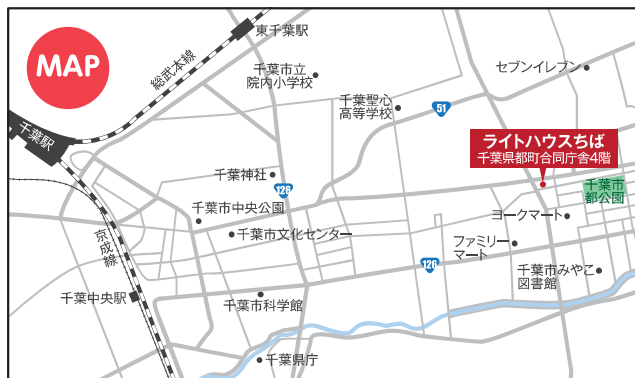 MAP
東千葉駅
総武本線
千葉市立
院内小学校
セブンイレブン
千葉聖心
高等学校
51
千葉駅
ライトハウスちば
千葉県都町合同庁舎4階
千葉神社
126
千葉市
都公園
千葉市中央公園
ヨークマート
千葉市文化センター
京成線
ファミリー
マート
126
千葉市みやこ
図書館
千葉中央駅
千葉市科学館
千葉県庁